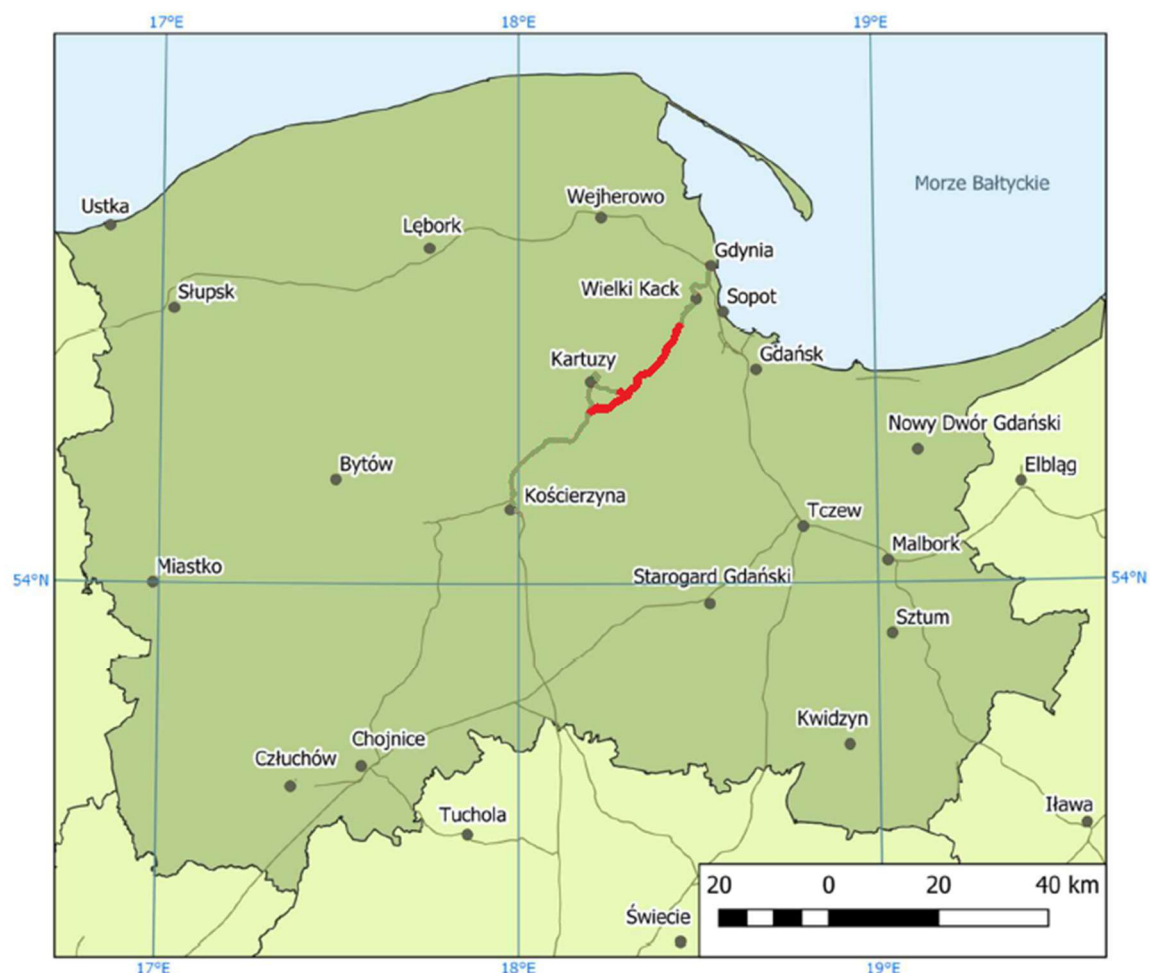 17°E 18°E 19°E
Morze Bałtyckie
Wejherowo
Ustka
Lębork
Gdynia
Wielki Kack
Sopot
Słupsk
Kartuzy
Gdańsk
Nowy Dwór Gdański
Bytów
Elbląg
Kościerzyna
Tczew
Malbork
54°N
Miastko
Starogard Gdański
54°N
Sztum
Kwidzyn
Chojnice
Człuchów
Iława
Tuchola
20 0 20 40 km
Świecie
17°E 18°E 19°E